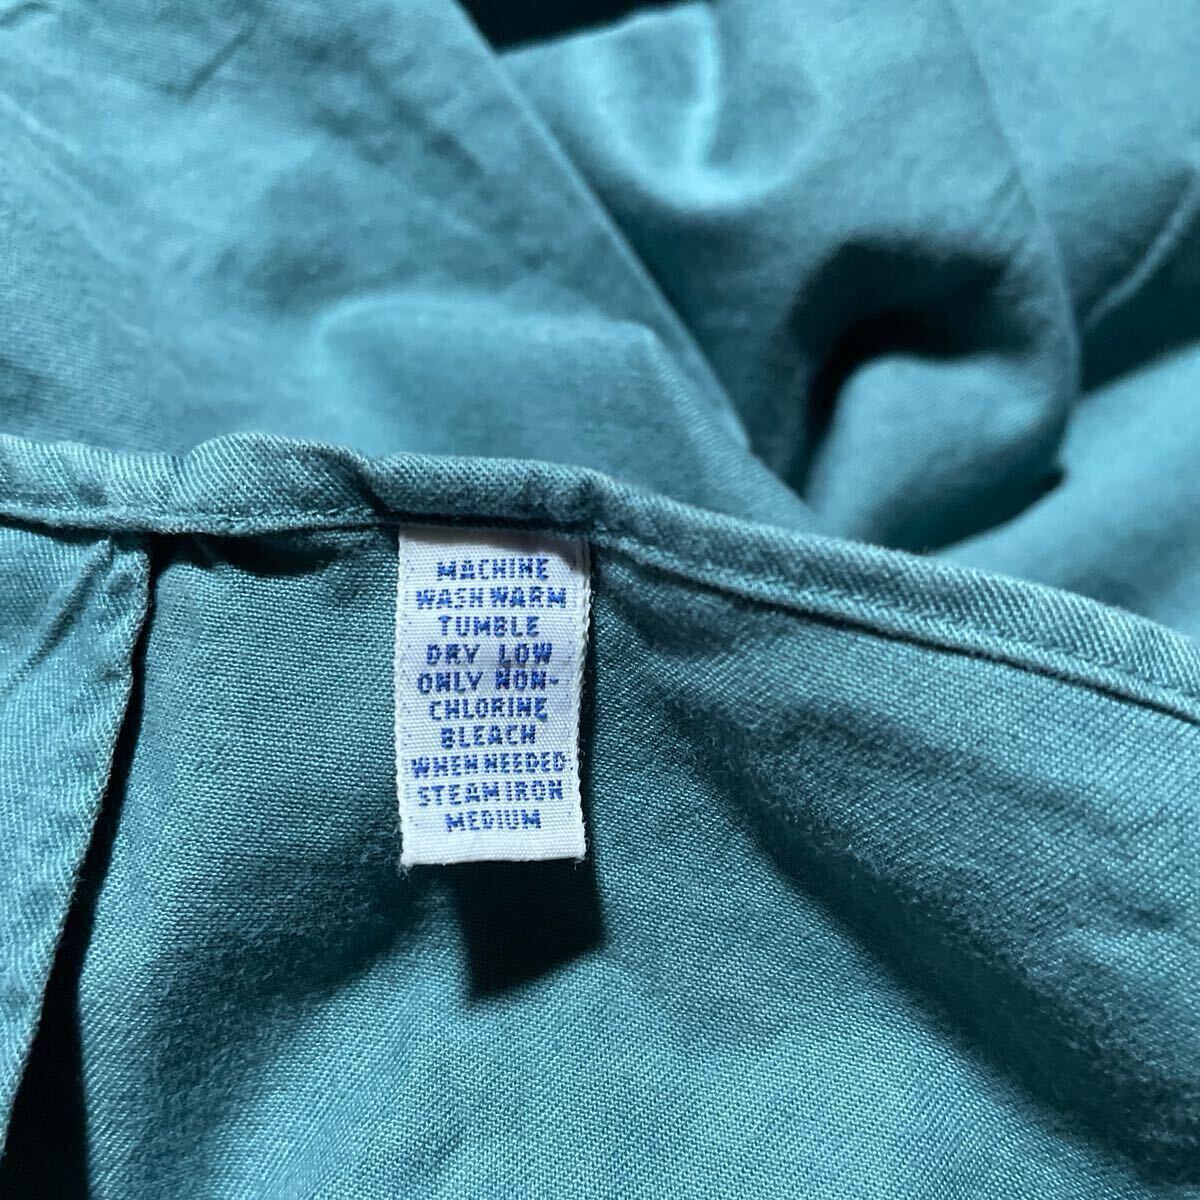 MACHINE
WASH WARM
TUMBLE
DRY LOW
ONLY NON-
CHLORINE
BLEACH
WHEN NEEDED
STEAM IRON
MEDIUM